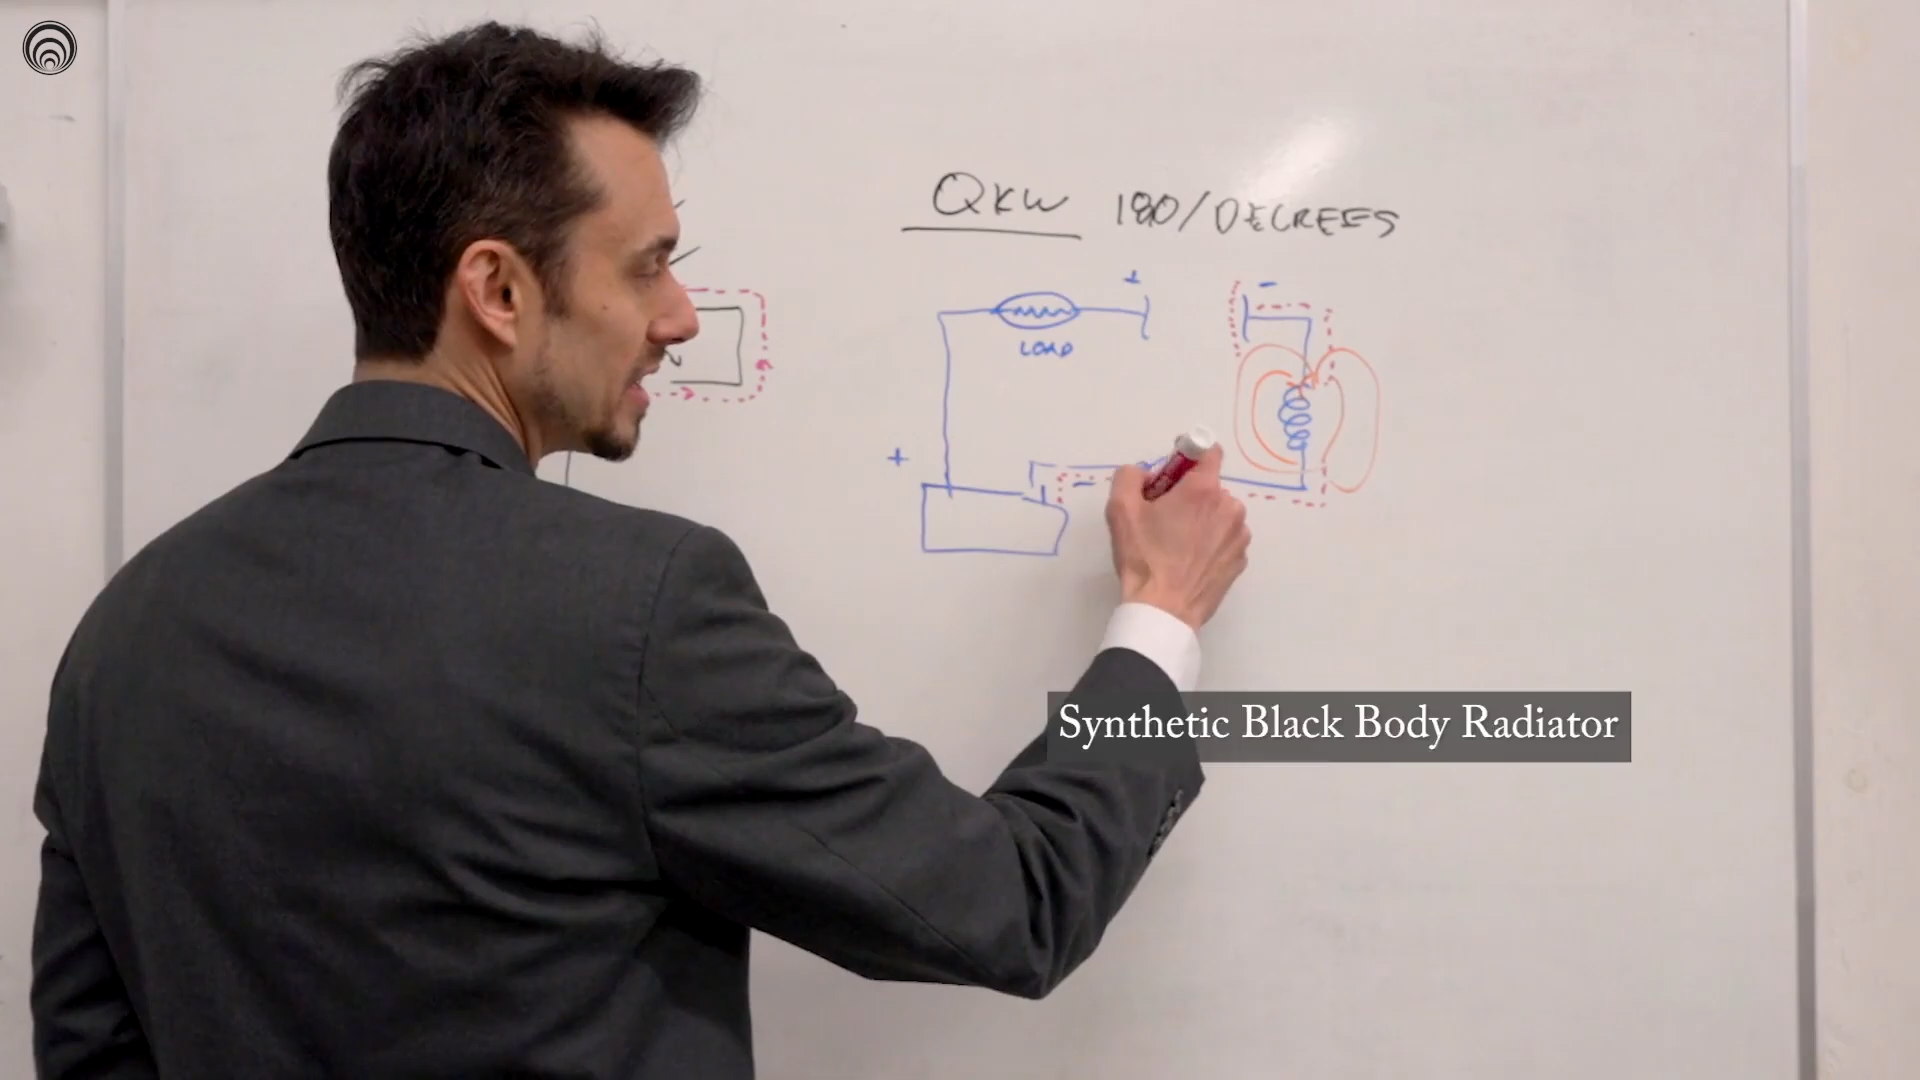 QKW 180/DEGREES
+ -
LOAD
+
-
Synthetic Black Body Radiator